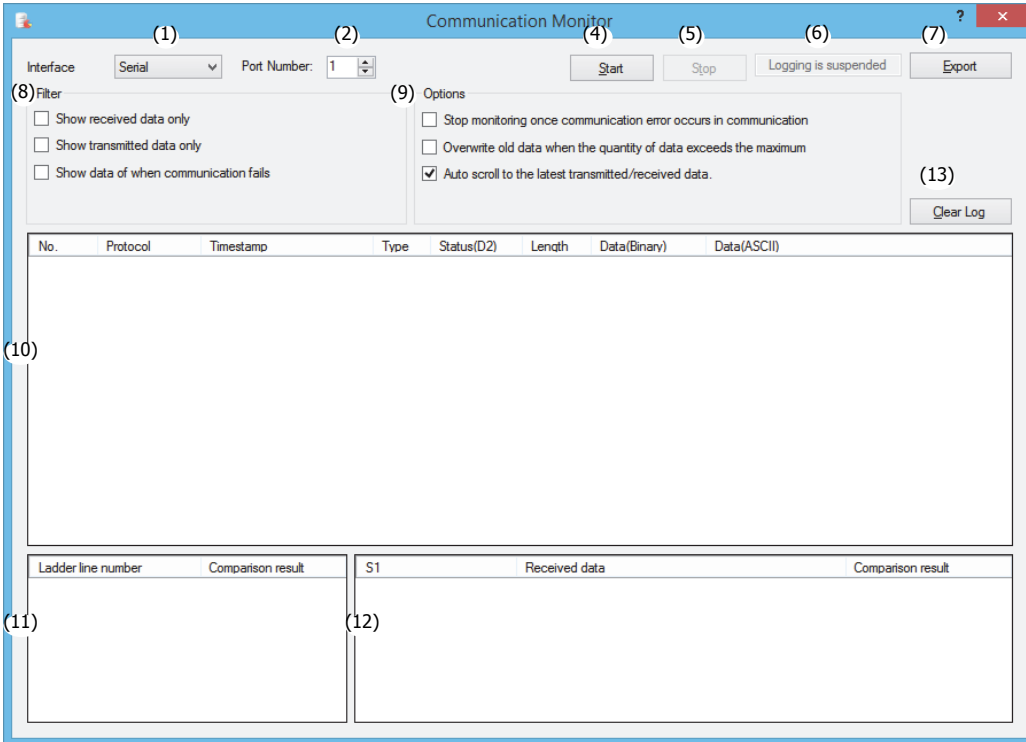 Communication Monitor
?
(1) (2) (4) (5) (6) (7)
Interface Serial Port Number: 1 Start Stop Logging is suspended Export
(8) Filter
Show received data only
Show transmitted data only
Show data of when communication fails
(9) Options
Stop monitoring once communication error occurs in communication
Overwrite old data when the quantity of data exceeds the maximum
Auto scroll to the latest transmitted/received data.
(13)
Clear Log
No. Protocol Timestamp Type Status(D2) Length Data(Binary) Data(ASCII)
(10)
Ladder line number Comparison result
(11)
S1 Received data Comparison result
(12)